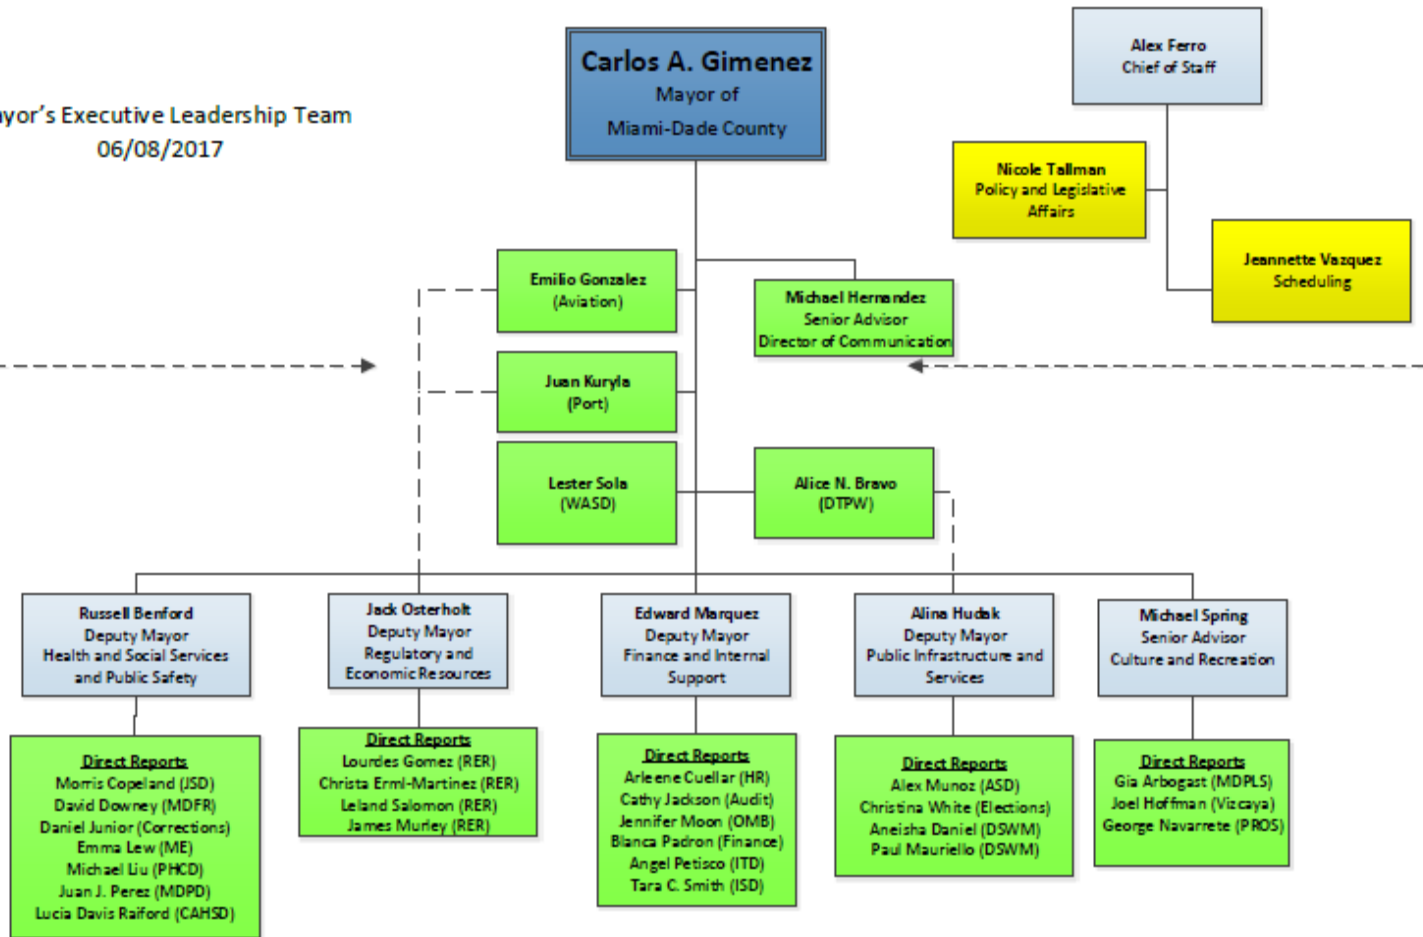 yor's Executive Leadership Team
06/08/2017
Carlos A. Gimenez
Mayor of
Miami-Dade County
Alex Ferro
Chief of Staff
Nicole Tallman
Policy and Legislative
Affairs
Jeannette Vazquez
Scheduling
Emilio Gonzalez
(Aviation)
Michael Hernandez
Senior Advisor
Director of Communication
Juan Kuryla
(Port)
Lester Sola
(WASD)
Alice N. Bravo
(DTPW)
Russell Benford
Deputy Mayor
Health and Social Services
and Public Safety
Jack Osterholt
Deputy Mayor
Regulatory and
Economic Resources
Edward Marquez
Deputy Mayor
Finance and Internal
Support
Alina Hudak
Deputy Mayor
Public Infrastructure and
Services
Michael Spring
Senior Advisor
Culture and Recreation
Direct Reports
Morris Copeland (JSD)
David Downey (MDFR)
Daniel Junior (Corrections)
Emma Lew (ME)
Michael Liu (PHCD)
Juan J. Perez (MDPD)
Lucia Davis Raiford (CAHSD)
Direct Reports
Lourdes Gomez (RER)
Christa Erml-Martinez (RER)
Leland Salomon (RER)
James Murley (RER)
Direct Reports
Arleene Cuellar (HR)
Cathy Jackson (Audit)
Jennifer Moon (OMB)
Blanca Padron (Finance)
Angel Petisco (ITD)
Tara C. Smith (ISD)
Direct Reports
Alex Munoz (ASD)
Christina White (Elections)
Aneisha Daniel (DSWM)
Paul Mauriello (DSWM)
Direct Reports
Gia Arbogast (MDPLS)
Joel Hoffman (Vizcaya)
George Navarrete (PROS)